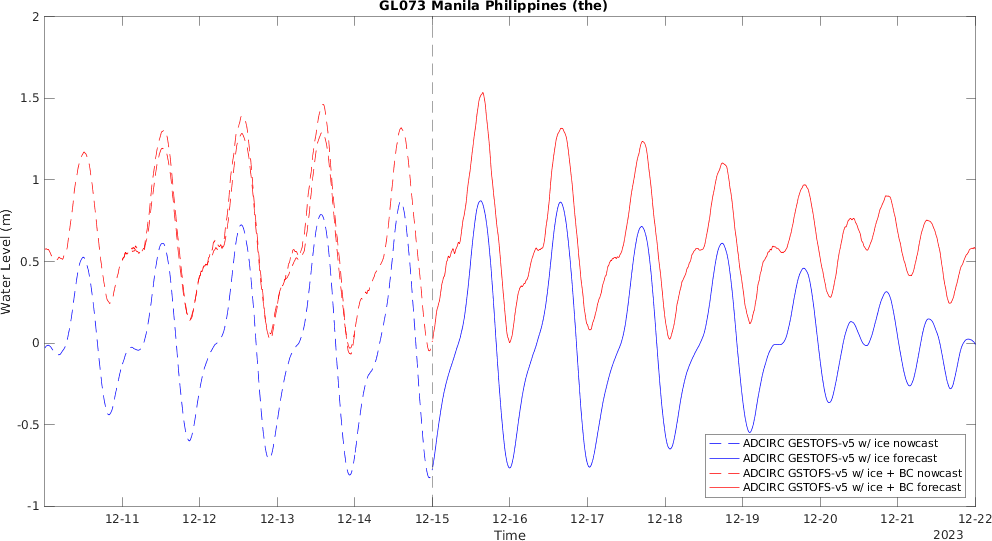 GL073 Manila Philippines (the)
2
1.5
1
0.5
0
-0.5
-1
Water Level (m)
ADCIRC GESTOFS-v5 w/ ice nowcast
ADCIRC GESTOFS-v5 w/ ice forecast
ADCIRC GSTOFS-v5 w/ ice + BC nowcast
ADCIRC GSTOFS-v5 w/ ice + BC forecast
12-11 12-12 12-13 12-14 12-15 12-16 12-17 12-18 12-19 12-20 12-21 12-22
Time
2023